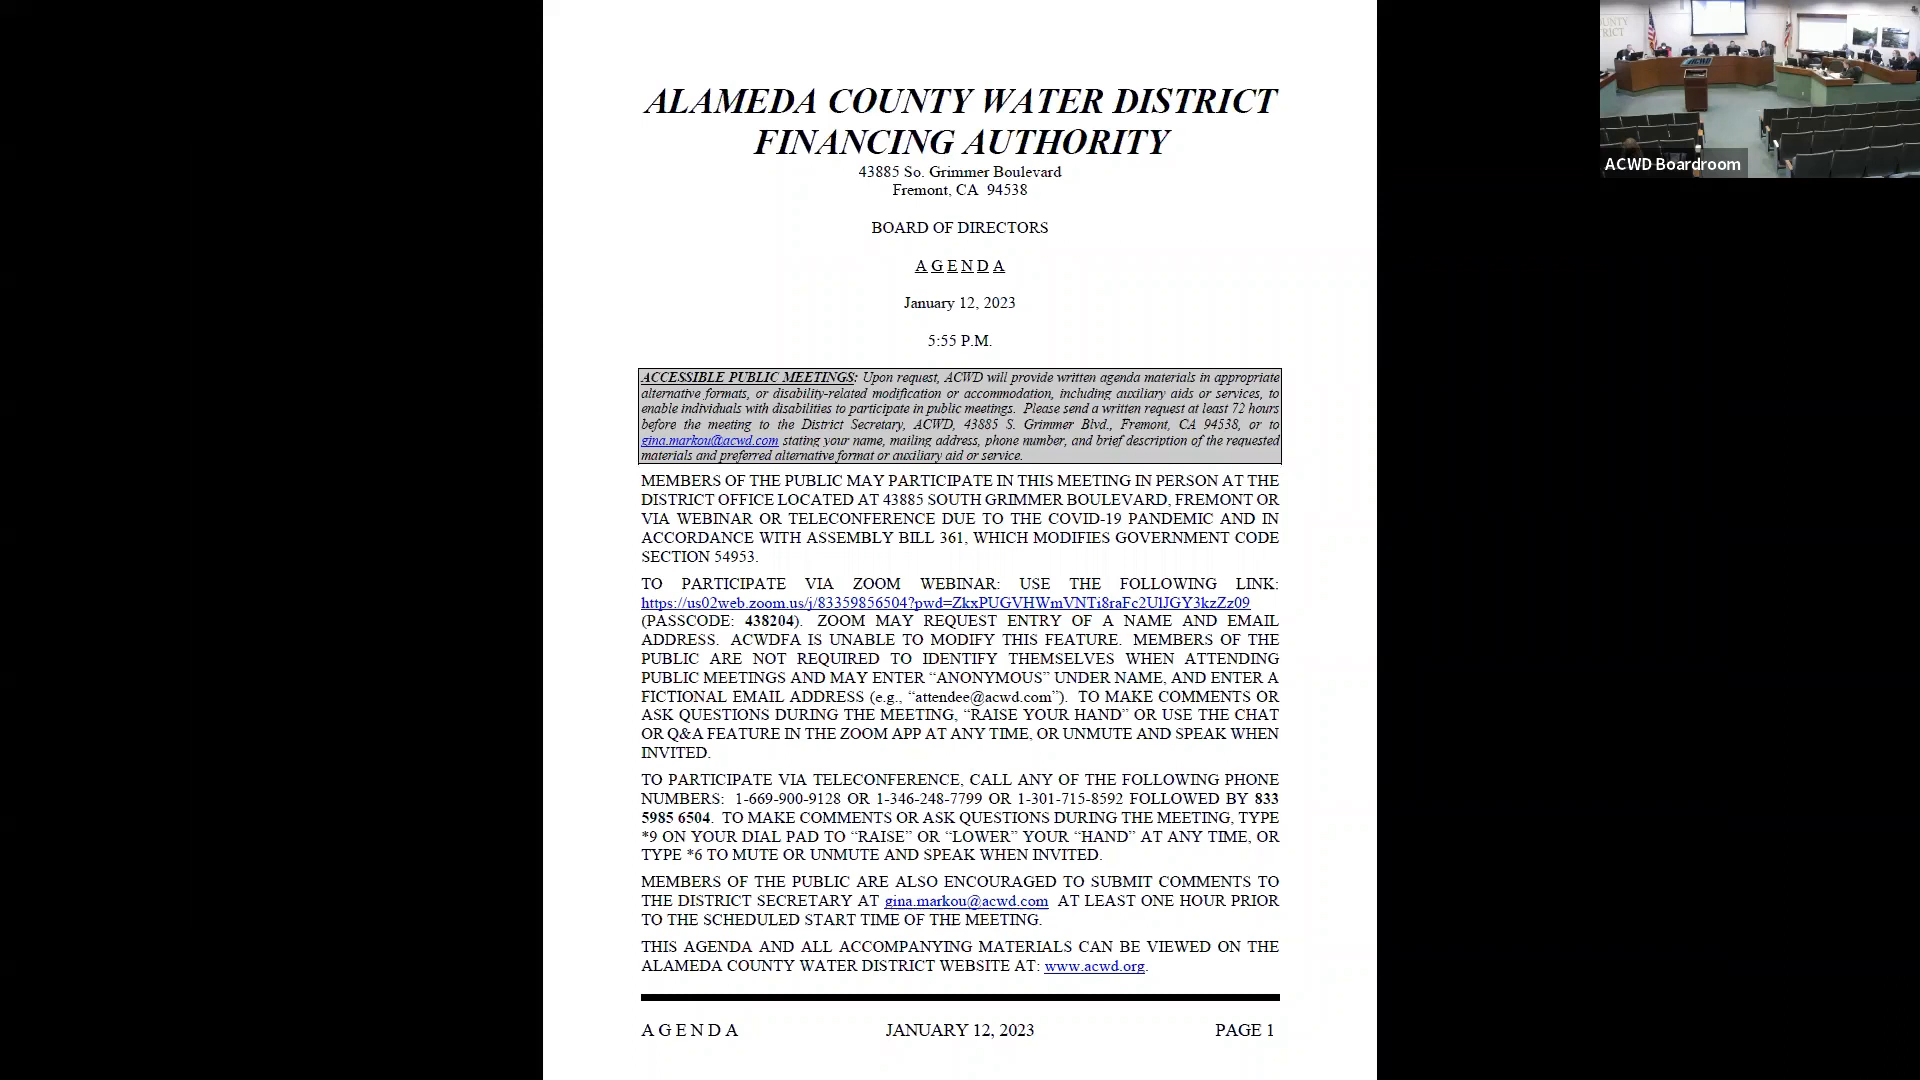 ALAMEDA COUNTY WATER DISTRICT
FINANCING AUTHORITY
43885 So. Grimmer Boulevard
Fremont, CA 94538
BOARD OF DIRECTORS
A G E N D A
January 12, 2023
5:55 P.M.
ACCESSIBLE PUBLIC MEETINGS: Upon request, ACWD will provide written agenda materials in appropriate
alternative formats, or disability-related modification or accommodation, including auxiliary aids or services, to
enable individuals with disabilities to participate in public meetings. Please send a written request at least 72 hours
before the meeting to the District Secretary, ACWD, 43885 S. Grimmer Blvd., Fremont, CA 94538, or to
gina.markou@acwd.com stating your name, mailing address, phone number, and brief description of the requested
materials and preferred alternative format or auxiliary aid or service.
MEMBERS OF THE PUBLIC MAY PARTICIPATE IN THIS MEETING IN PERSON AT THE
DISTRICT OFFICE LOCATED AT 43885 SOUTH GRIMMER BOULEVARD, FREMONT OR
VIA WEBINAR OR TELECONFERENCE DUE TO THE COVID-19 PANDEMIC AND IN
ACCORDANCE WITH ASSEMBLY BILL 361, WHICH MODIFIES GOVERNMENT CODE
SECTION 54953.
TO PARTICIPATE VIA ZOOM WEBINAR: USE THE FOLLOWING LINK:
https://us02web.zoom.us/j/83359856504?pwd=ZkxPUGVHWmVNTi8raFc2UlJGY3kzZz09
(PASSCODE: 438204). ZOOM MAY REQUEST ENTRY OF A NAME AND EMAIL
ADDRESS. ACWDFA IS UNABLE TO MODIFY THIS FEATURE. MEMBERS OF THE
PUBLIC ARE NOT REQUIRED TO IDENTIFY THEMSELVES WHEN ATTENDING
PUBLIC MEETINGS AND MAY ENTER “ANONYMOUS” UNDER NAME, AND ENTER A
FICTIONAL EMAIL ADDRESS (e.g., “attendee@acwd.com”). TO MAKE COMMENTS OR
ASK QUESTIONS DURING THE MEETING, “RAISE YOUR HAND” OR USE THE CHAT
OR Q&A FEATURE IN THE ZOOM APP AT ANY TIME, OR UNMUTE AND SPEAK WHEN
INVITED.
TO PARTICIPATE VIA TELECONFERENCE, CALL ANY OF THE FOLLOWING PHONE
NUMBERS: 1-669-900-9128 OR 1-346-248-7799 OR 1-301-715-8592 FOLLOWED BY 833
5985 6504. TO MAKE COMMENTS OR ASK QUESTIONS DURING THE MEETING, TYPE
*9 ON YOUR DIAL PAD TO “RAISE” OR “LOWER” YOUR “HAND” AT ANY TIME, OR
TYPE *6 TO MUTE OR UNMUTE AND SPEAK WHEN INVITED.
MEMBERS OF THE PUBLIC ARE ALSO ENCOURAGED TO SUBMIT COMMENTS TO
THE DISTRICT SECRETARY AT gina.markou@acwd.com AT LEAST ONE HOUR PRIOR
TO THE SCHEDULED START TIME OF THE MEETING.
THIS AGENDA AND ALL ACCOMPANYING MATERIALS CAN BE VIEWED ON THE
ALAMEDA COUNTY WATER DISTRICT WEBSITE AT: www.acwd.org.
A G E N D A JANUARY 12, 2023 PAGE 1
ACWD
ACWD Boardroom